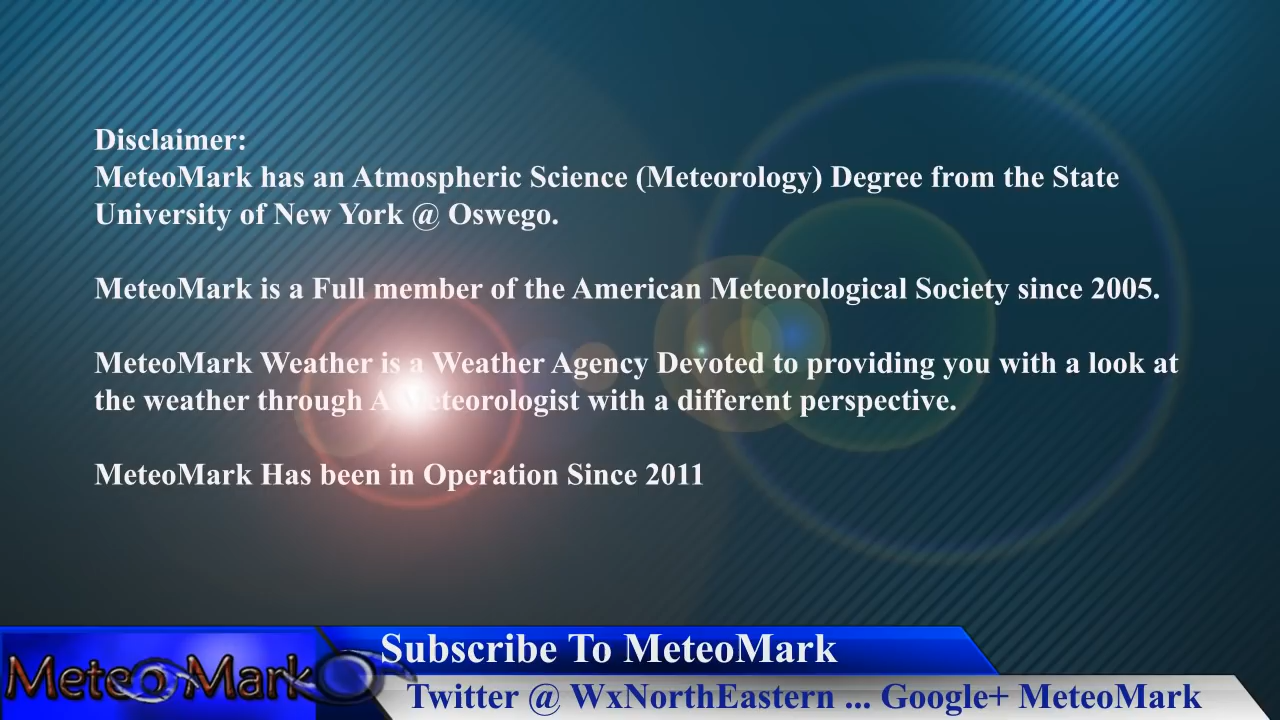 Disclaimer:
MeteoMark has an Atmospheric Science (Meteorology) Degree from the State
University of New York @ Oswego.
MeteoMark is a Full member of the American Meteorological Society since 2005.
MeteoMark Weather is a Weather Agency Devoted to providing you with a look at
the weather through A Meteorologist with a different perspective.
MeteoMark Has been in Operation Since 2011
Subscribe To MeteoMark
MeteoMark
Twitter @ WxNorthEastern ... Google+ MeteoMark